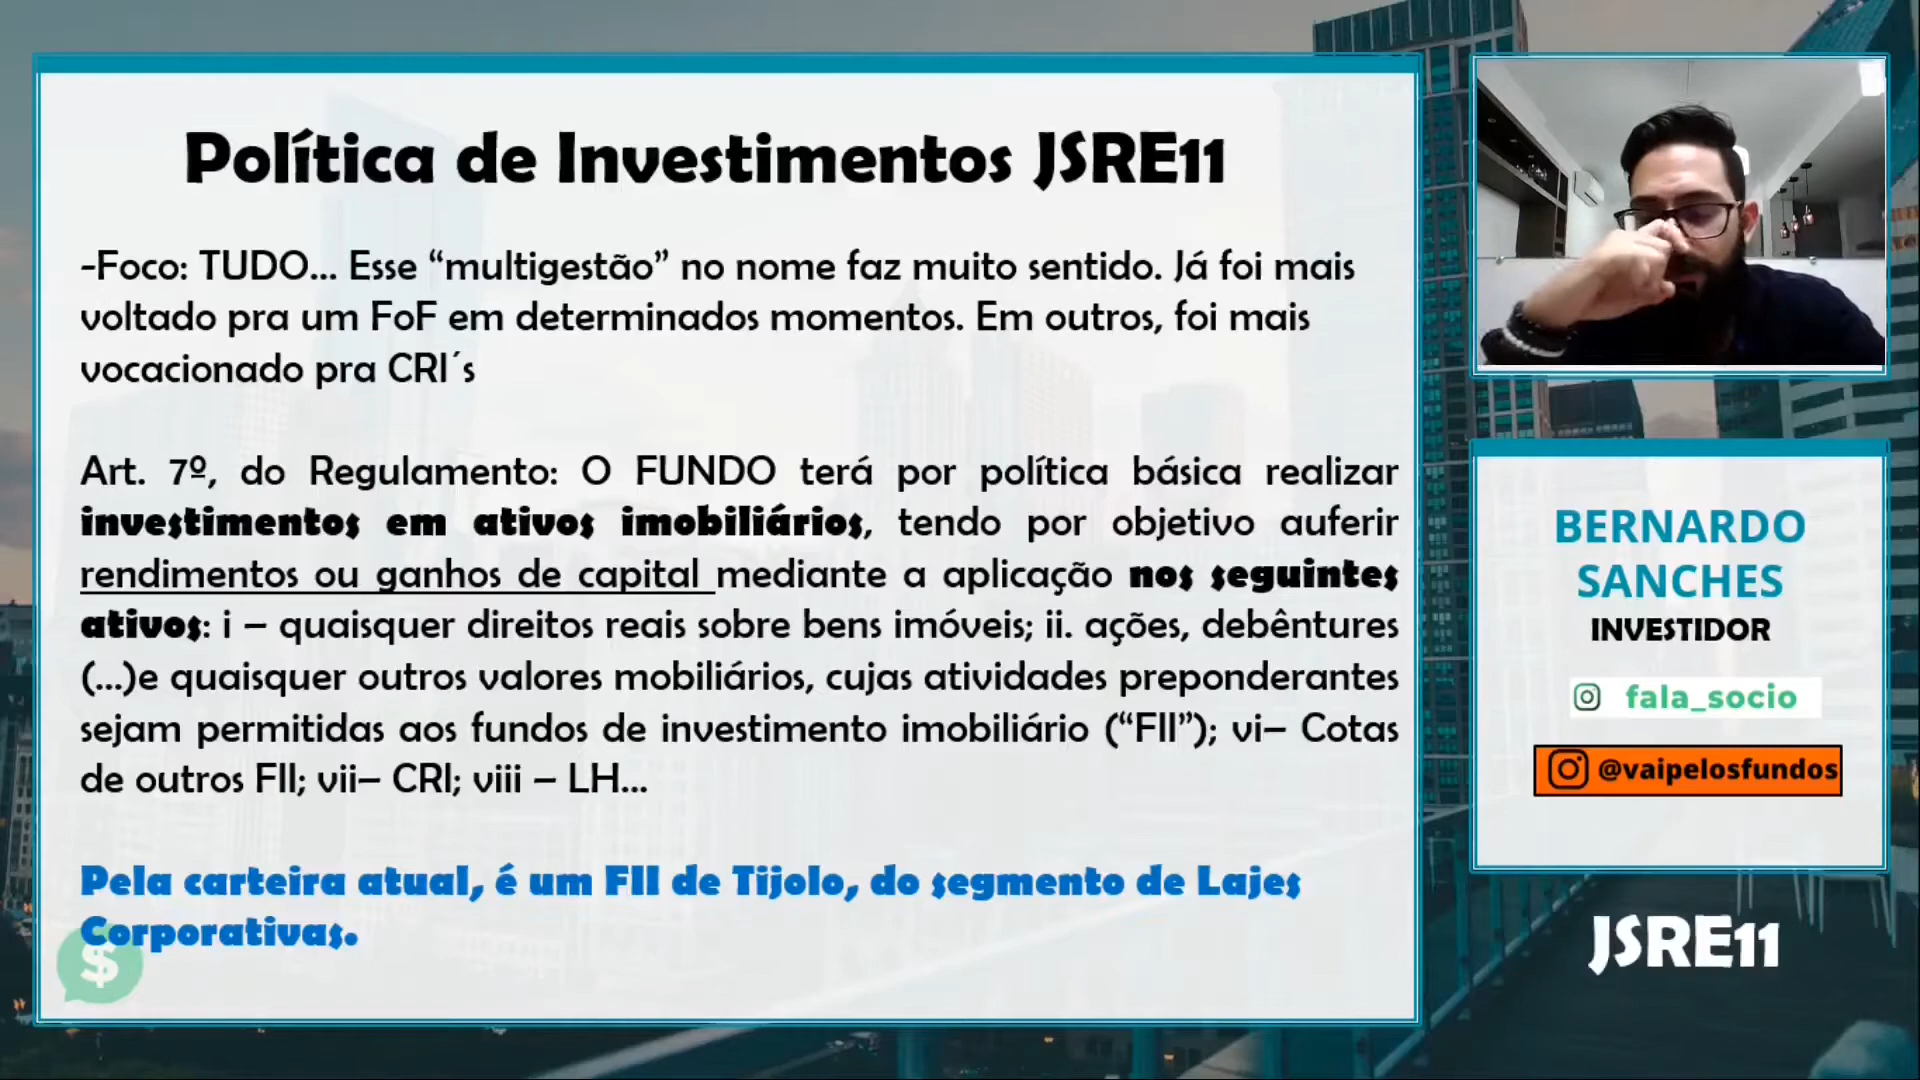 Política de Investimentos JSRE11
-Foco: TUDO... Esse “multigestão” no nome faz muito sentido. Já foi mais
voltado pra um FoF em determinados momentos. Em outros, foi mais
vocacionado pra CRI´s
Art. 7º, do Regulamento: O FUNDO terá por política básica realizar
investimentos em ativos imobiliários, tendo por objetivo auferir
rendimentos ou ganhos de capital mediante a aplicação nos seguintes
ativos: i – quaisquer direitos reais sobre bens imóveis; ii. ações, debêntures
(...)e quaisquer outros valores mobiliários, cujas atividades preponderantes
sejam permitidas aos fundos de investimento imobiliário (“FII”); vi– Cotas
de outros FII; vii– CRI; viii – LH...
Pela carteira atual, é um FII de Tijolo, do segmento de Lajes
Corporativas.
$
BERNARDO
SANCHES
INVESTIDOR
fala_socio
@vaipelosfundos
JSRE11